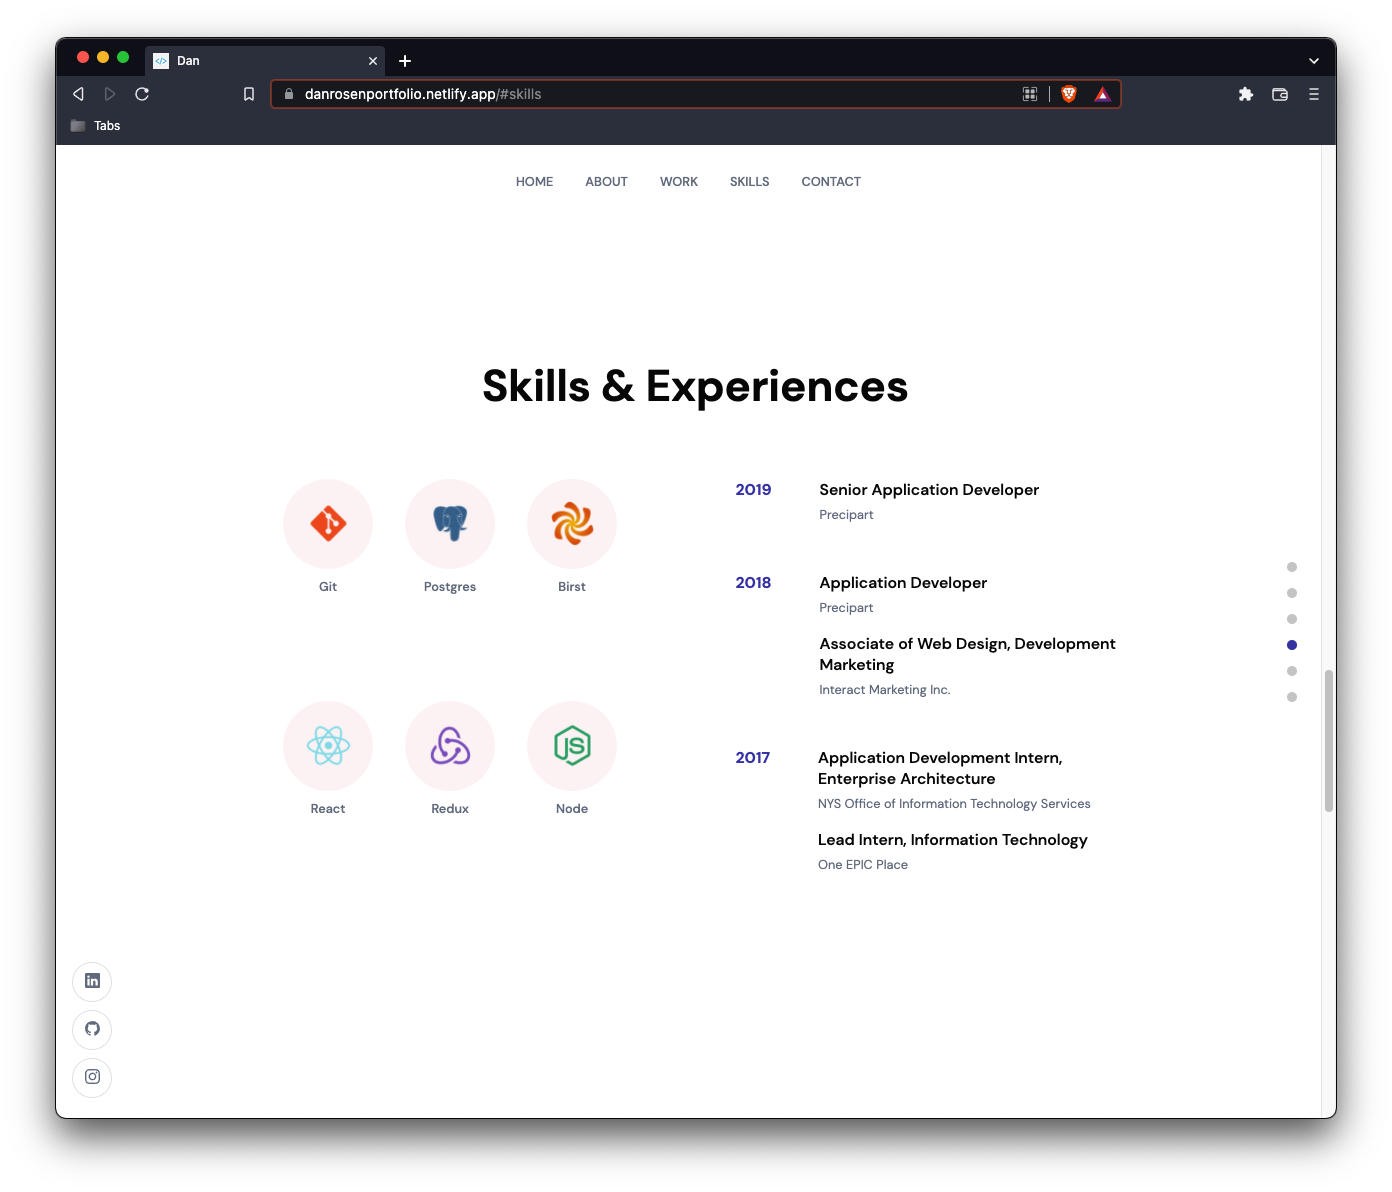 Dan
danrosenportfolio.netlify.app/#skills
Tabs
HOME ABOUT WORK SKILLS CONTACT
Skills & Experiences
Git Postgres Birst
React Redux Node
JS
2019 Senior Application Developer
Precipart
2018 Application Developer
Precipart
Associate of Web Design, Development
Marketing
Interact Marketing Inc.
2017 Application Development Intern,
Enterprise Architecture
NYS Office of Information Technology Services
Lead Intern, Information Technology
One EPIC Place
in